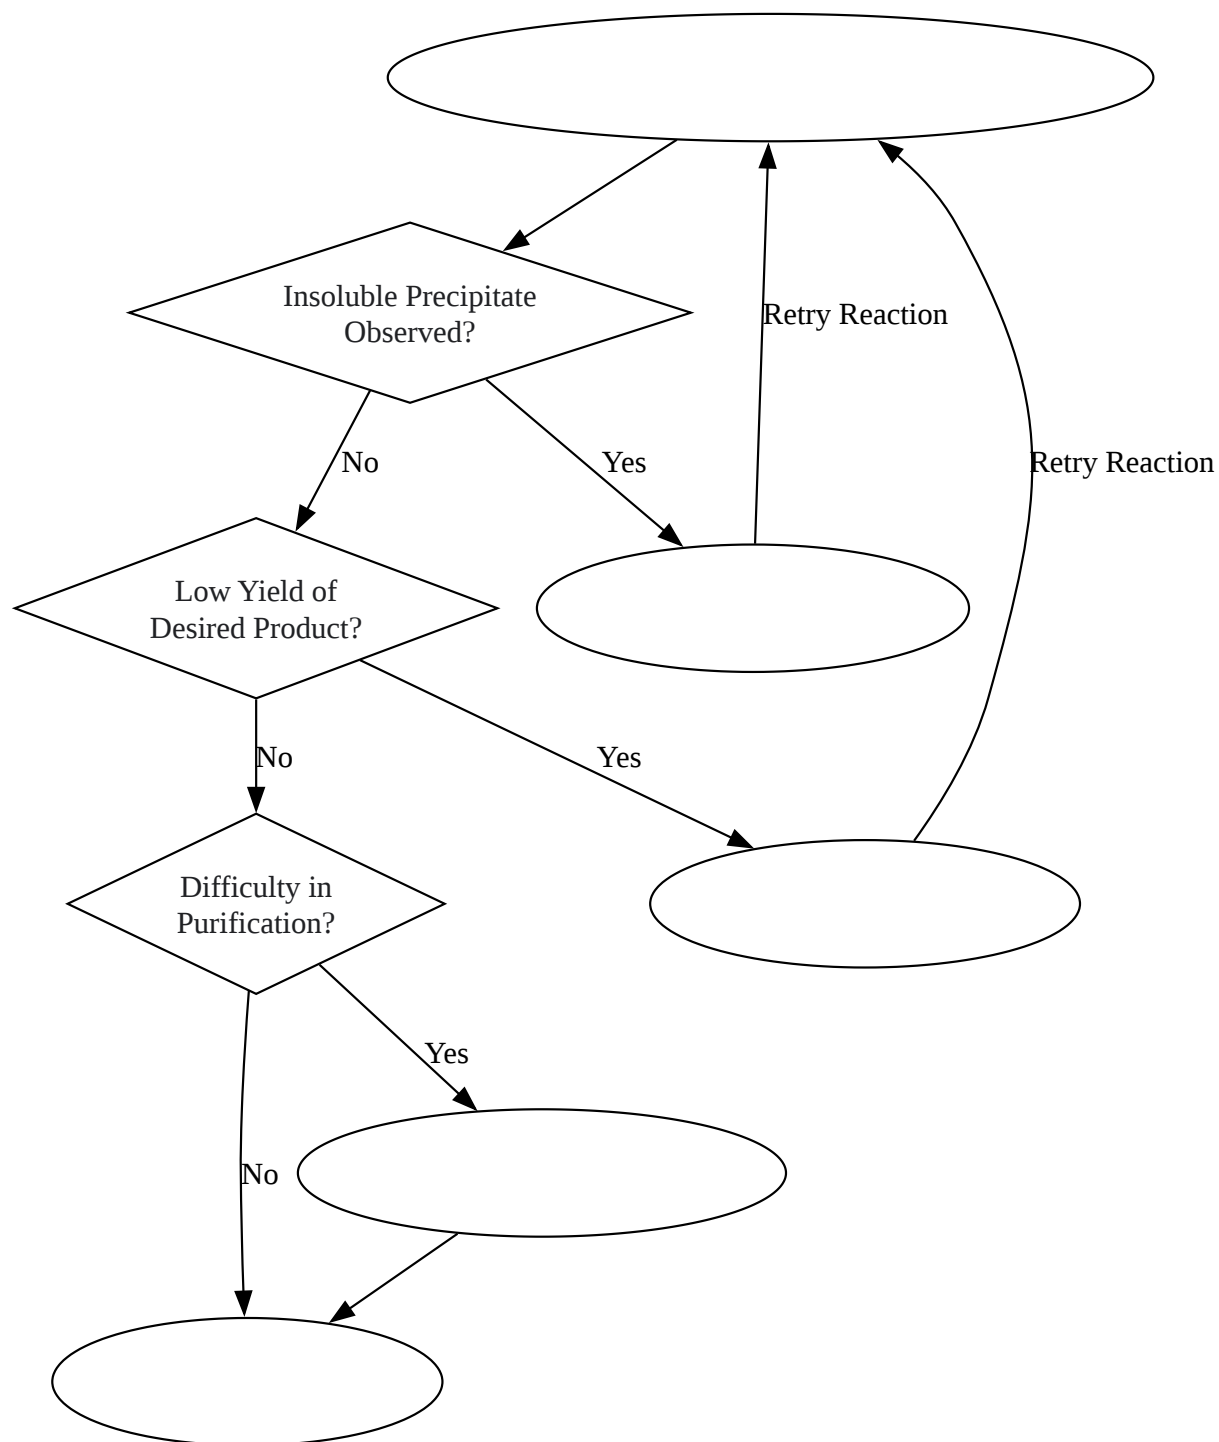 Insoluble Precipitate
Observed?
Retry Reaction
No
Yes
Retry Reaction
Low Yield of
Desired Product?
No
Yes
Difficulty in
Purification?
Yes
No